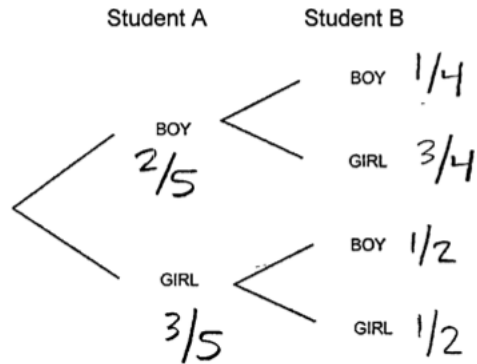 Student A Student B
BOY 1/4
BOY
2/5
GIRL 3/4
BOY 1/2
GIRL
3/5
GIRL 1/2